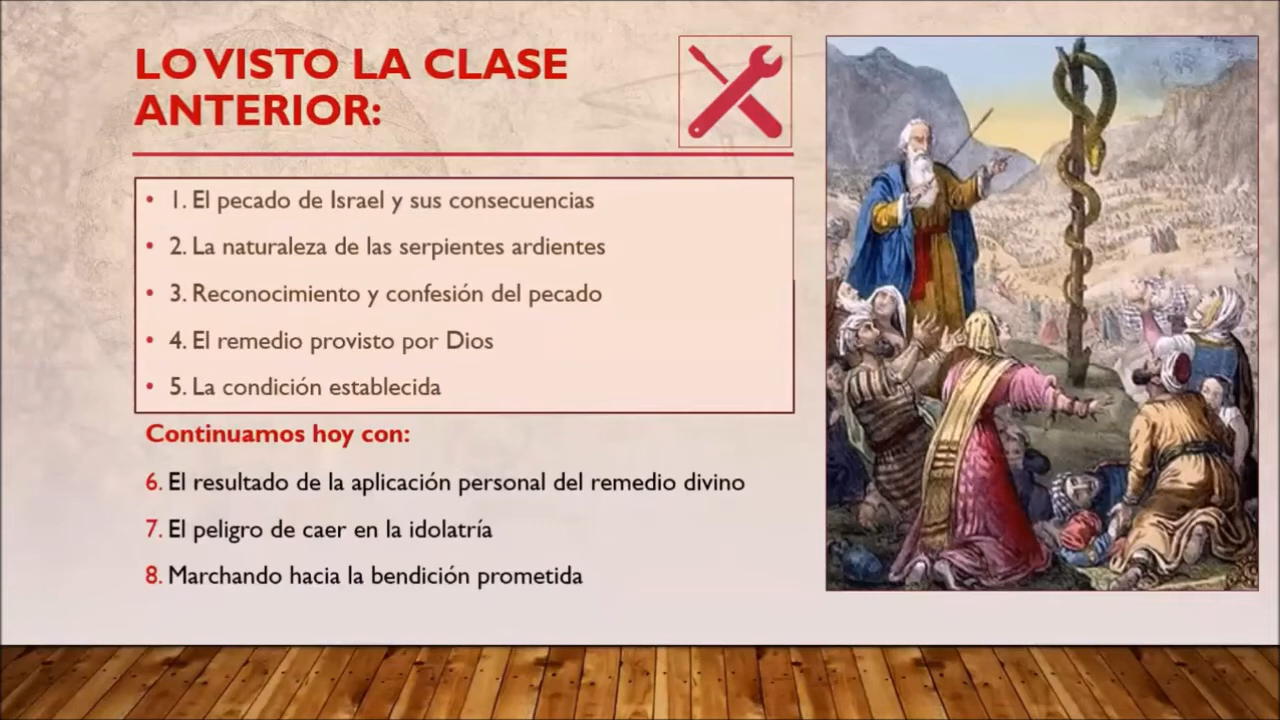 LO VISTO LA CLASE
ANTERIOR:
• 1. El pecado de Israel y sus consecuencias
• 2. La naturaleza de las serpientes ardientes
• 3. Reconocimiento y confesión del pecado
• 4. El remedio provisto por Dios
• 5. La condición establecida
Continuamos hoy con:
6. El resultado de la aplicación personal del remedio divino
7. El peligro de caer en la idolatría
8. Marchando hacia la bendición prometida